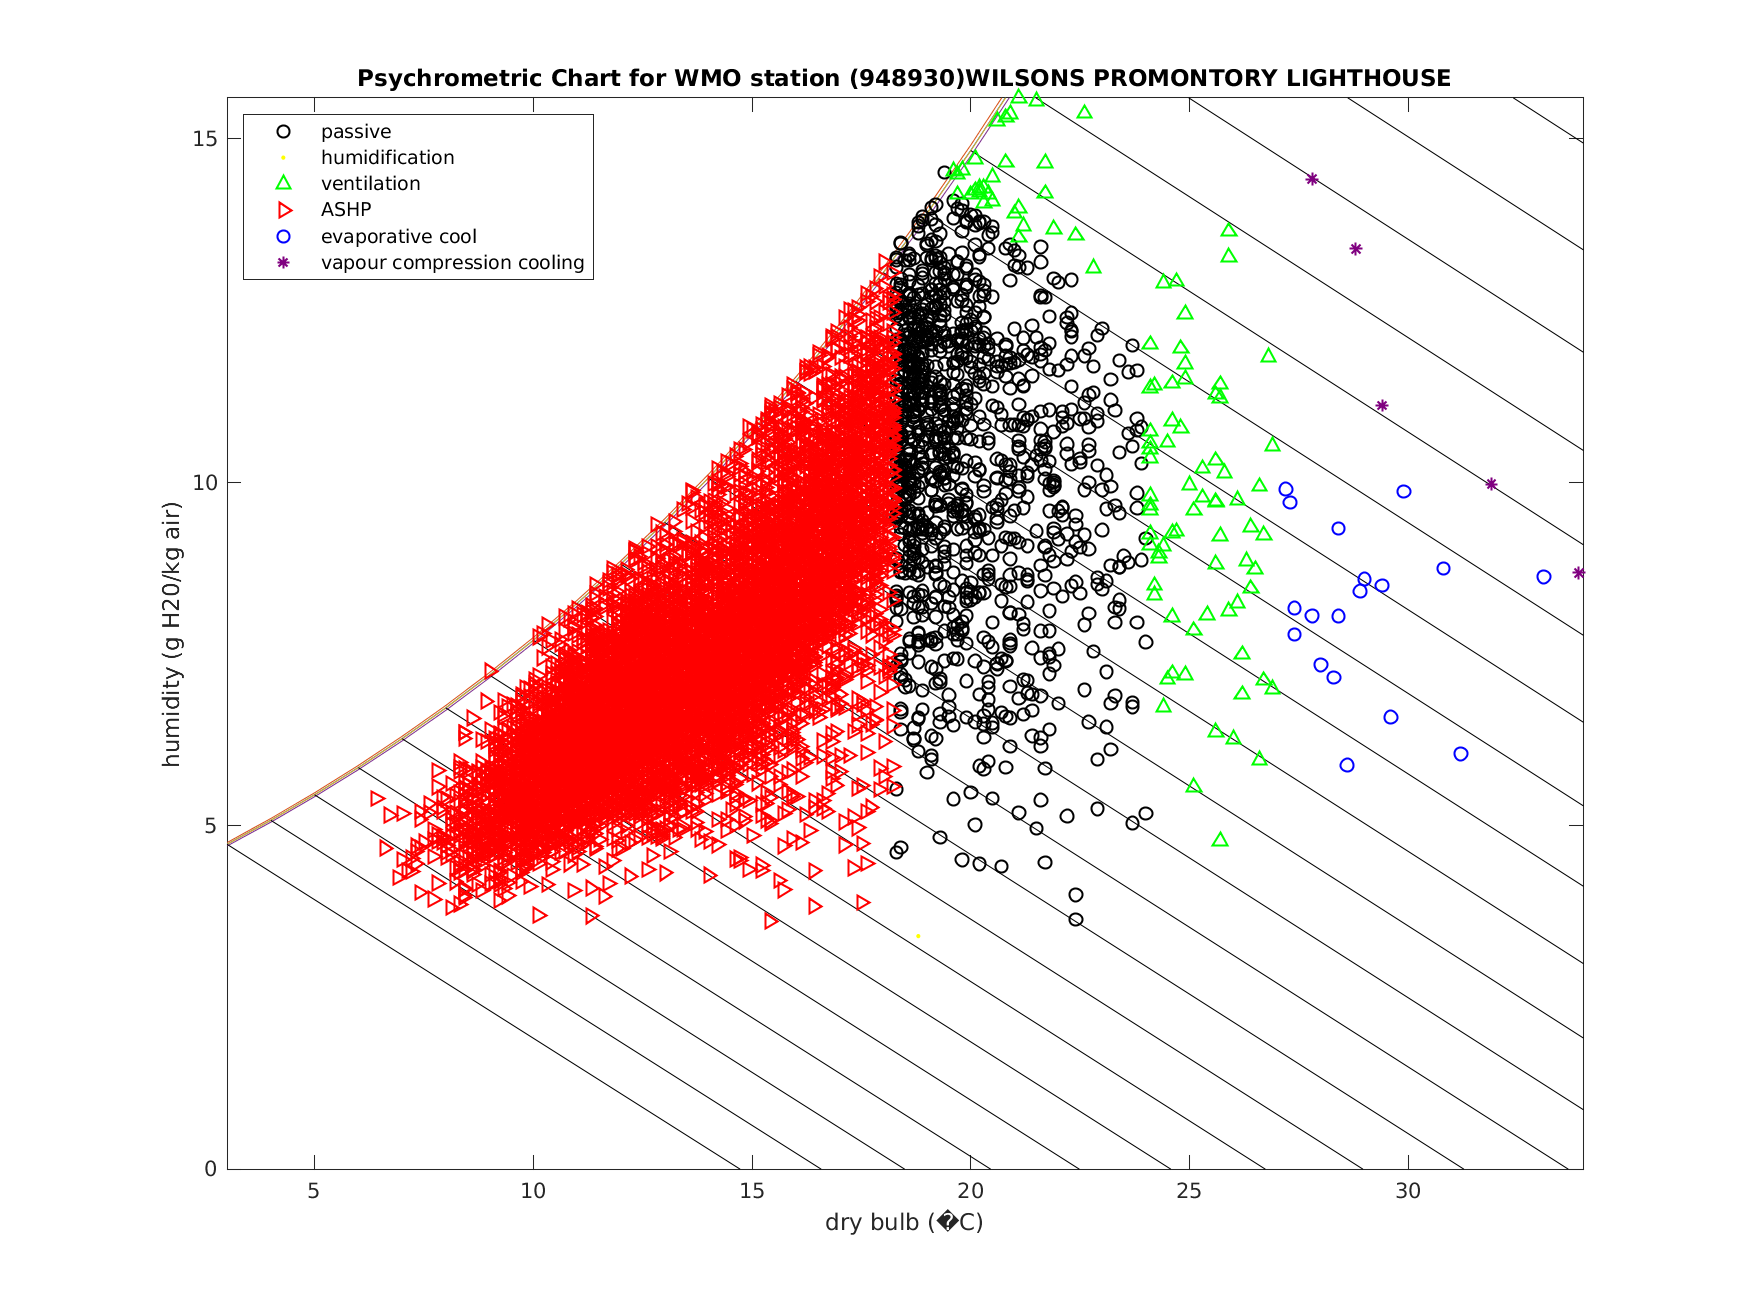 Psychrometric Chart for WMO station (948930)WILSONS PROMONTORY LIGHTHOUSE
passive
humidification
ventilation
ASHP
evaporative cool
vapour compression cooling
15
10
5
0
humidity (g H20/kg air)
5 10 15 20 25 30
dry bulb (�C)